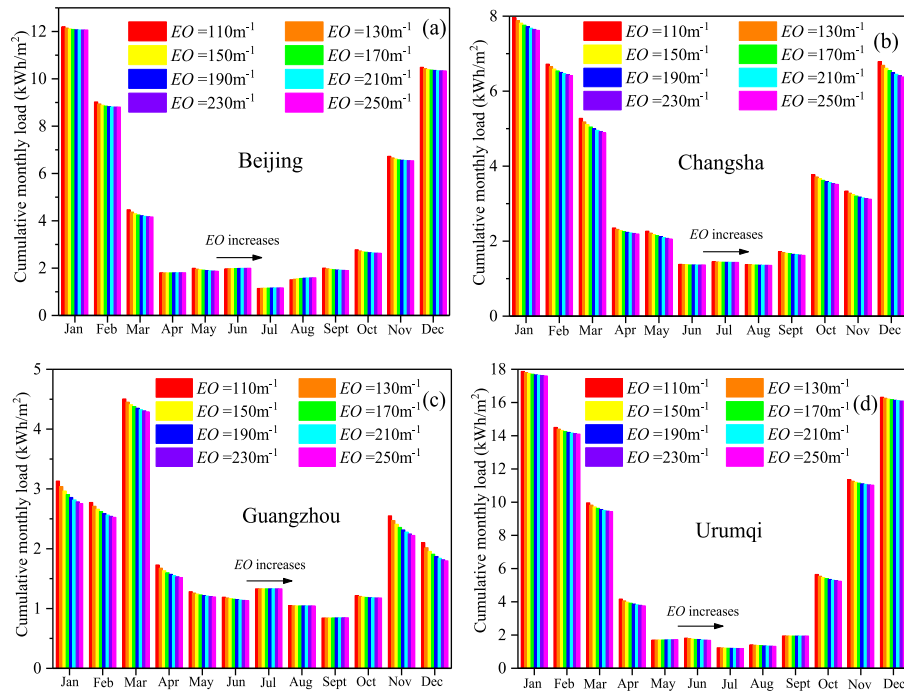 (a)
EO =110m⁻¹ EO =130m⁻¹
EO =150m⁻¹ EO =170m⁻¹
EO =190m⁻¹ EO =210m⁻¹
EO =230m⁻¹ EO =250m⁻¹
Beijing
EO increases
Cumulative monthly load (kWh/m²)
12
10
8
6
4
2
0
Jan Feb Mar Apr May Jun Jul Aug Sept Oct Nov Dec
(b)
EO =110m⁻¹ EO =130m⁻¹
EO =150m⁻¹ EO =170m⁻¹
EO =190m⁻¹ EO =210m⁻¹
EO =230m⁻¹ EO =250m⁻¹
Changsha
EO increases
Cumulative monthly load (kWh/m²)
8
6
4
2
0
Jan Feb Mar Apr May Jun Jul Aug Sept Oct Nov Dec
(c)
EO =110m⁻¹ EO =130m⁻¹
EO =150m⁻¹ EO =170m⁻¹
EO =190m⁻¹ EO =210m⁻¹
EO =230m⁻¹ EO =250m⁻¹
Guangzhou
EO increases
Cumulative monthly load (kWh/m²)
5
4
3
2
1
0
Jan Feb Mar Apr May Jun Jul Aug Sept Oct Nov Dec
(d)
EO =110m⁻¹ EO =130m⁻¹
EO =150m⁻¹ EO =170m⁻¹
EO =190m⁻¹ EO =210m⁻¹
EO =230m⁻¹ EO =250m⁻¹
Urumqi
EO increases
Cumulative monthly load (kWh/m²)
18
16
14
12
10
8
6
4
2
0
Jan Feb Mar Apr May Jun Jul Aug Sept Oct Nov Dec